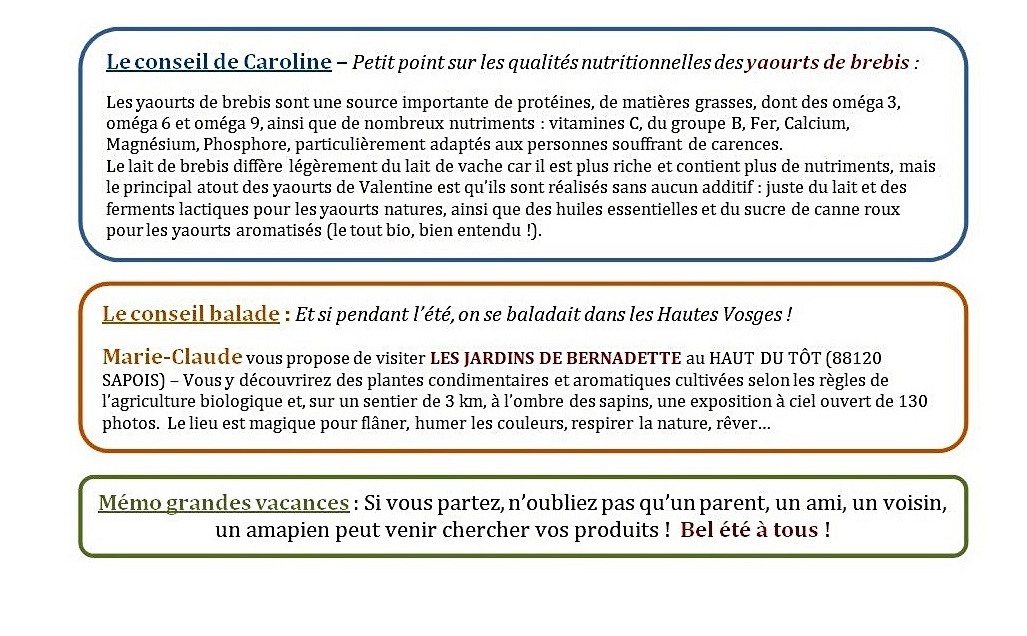 Le conseil de Caroline – Petit point sur les qualités nutritionnelles des yaourts de brebis :
Les yaourts de brebis sont une source importante de protéines, de matières grasses, dont des oméga 3,
oméga 6 et oméga 9, ainsi que de nombreux nutriments : vitamines C, du groupe B, Fer, Calcium,
Magnésium, Phosphore, particulièrement adaptés aux personnes souffrant de carences.
Le lait de brebis diffère légèrement du lait de vache car il est plus riche et contient plus de nutriments, mais
le principal atout des yaourts de Valentine est qu'ils sont réalisés sans aucun additif : juste du lait et des
ferments lactiques pour les yaourts natures, ainsi que des huiles essentielles et du sucre de canne roux
pour les yaourts aromatisés (le tout bio, bien entendu !).
Le conseil balade : Et si pendant l'été, on se baladait dans les Hautes Vosges !
Marie-Claude vous propose de visiter LES JARDINS DE BERNADETTE au HAUT DU TÔT (88120
SAPOIS) – Vous y découvrirez des plantes condimentaires et aromatiques cultivées selon les règles de
l'agriculture biologique et, sur un sentier de 3 km, à l'ombre des sapins, une exposition à ciel ouvert de 130
photos. Le lieu est magique pour flâner, humer les couleurs, respirer la nature, rêver…
Mémo grandes vacances : Si vous partez, n'oubliez pas qu'un parent, un ami, un voisin,
un amapien peut venir chercher vos produits ! Bel été à tous !